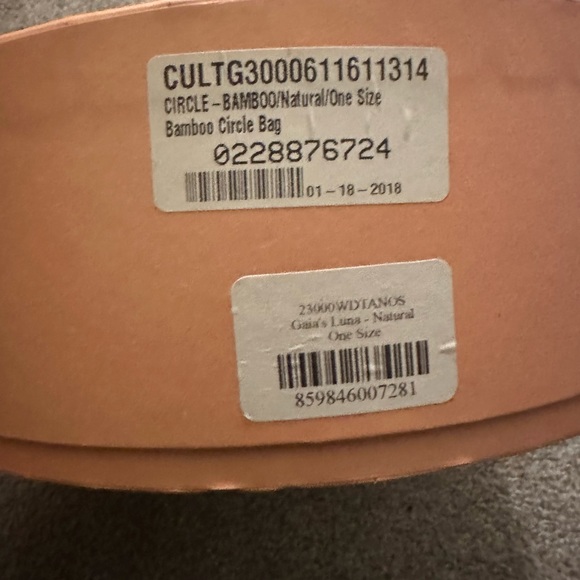 CULTG3000611611314
CIRCLE-BAMBOO/Natural/One Size
Bamboo Circle Bag
0228876724
01-18-2018
23000WDTANOS
Gaia's Luna - Natural
One Size
859846007281